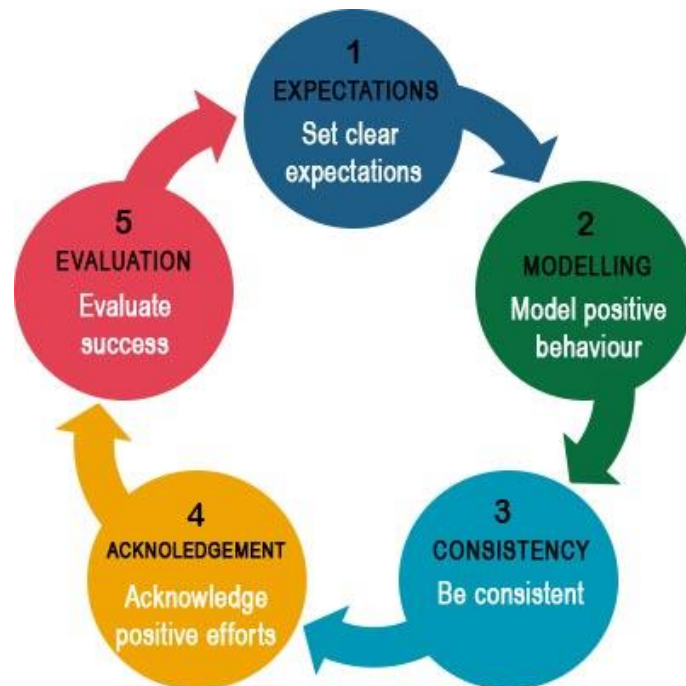 1
EXPECTATIONS
Set clear
expectations
2
MODELLING
Model positive
behaviour
3
CONSISTENCY
Be consistent
4
ACKNOLEDGEMENT
Acknowledge
positive efforts
5
EVALUATION
Evaluate
success